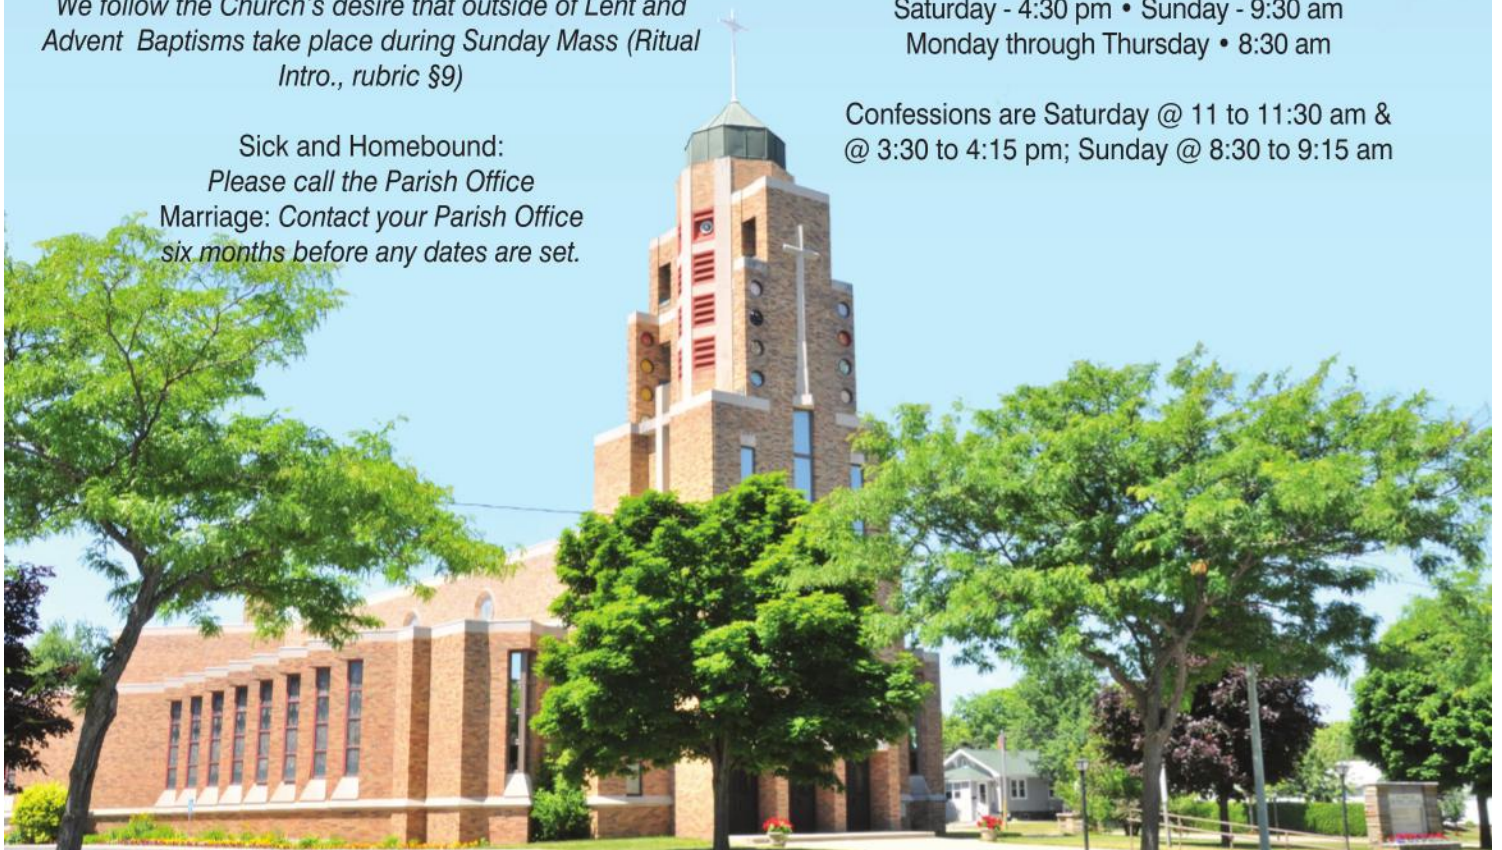 We follow the Church's desire that outside of Lent and
Advent Baptisms take place during Sunday Mass (Ritual
Intro., rubric §9)
Sick and Homebound:
Please call the Parish Office
Marriage: Contact your Parish Office
six months before any dates are set.
Saturday - 4:30 pm • Sunday - 9:30 am
Monday through Thursday • 8:30 am
Confessions are Saturday @ 11 to 11:30 am &
@ 3:30 to 4:15 pm; Sunday @ 8:30 to 9:15 am